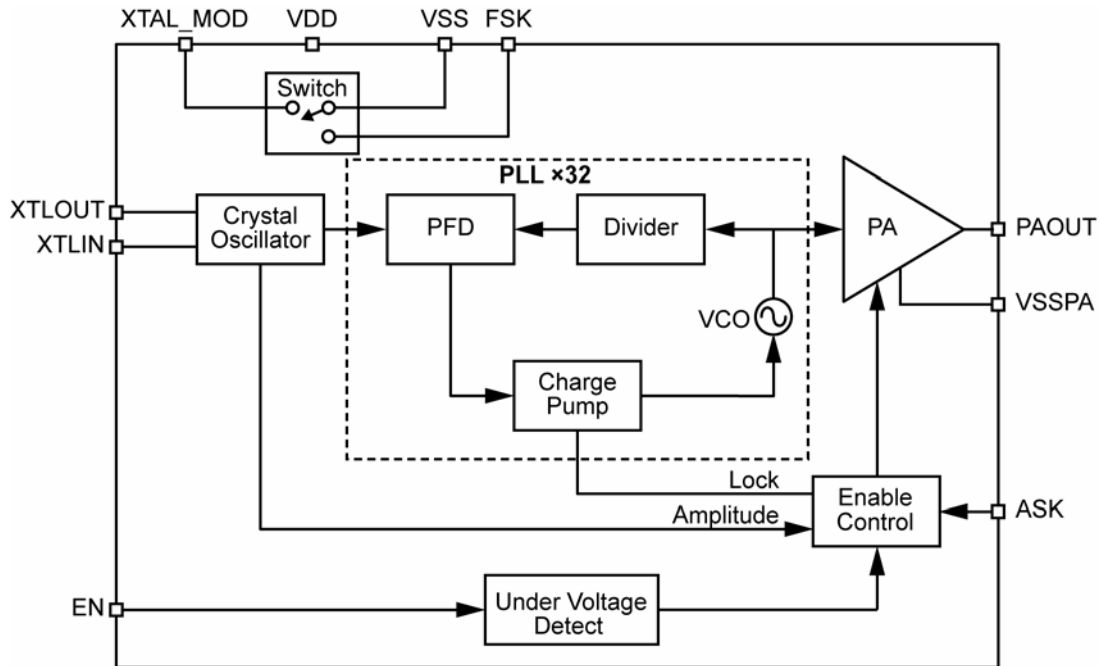 XTAL_MOD VDD VSS FSK
Switch
PLL ×32
XTLOUT
XTLIN
Crystal
Oscillator
PFD
Divider
PA
PAOUT
VSSPA
VCO
Charge
Pump
Lock
Amplitude
Enable
Control
ASK
EN
Under Voltage
Detect